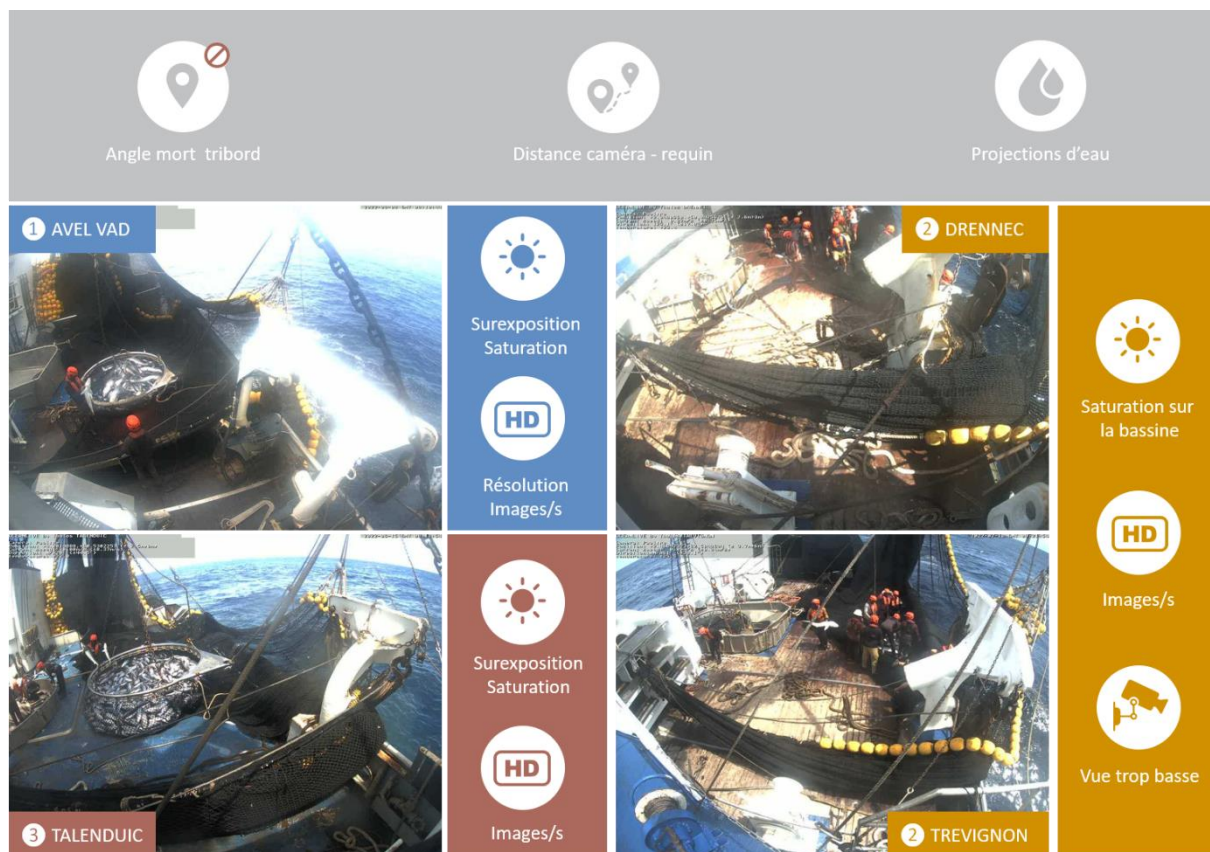 Angle mort tribord
Distance caméra - requin
Projections d'eau
1 AVEL VAD
Surexposition
Saturation
HD
Résolution
Images/s
2 DRENNEC
Saturation sur
la bassine
HD
Images/s
Vue trop basse
3 TALENDUIC
Surexposition
Saturation
HD
Images/s
2 TREVIGNON